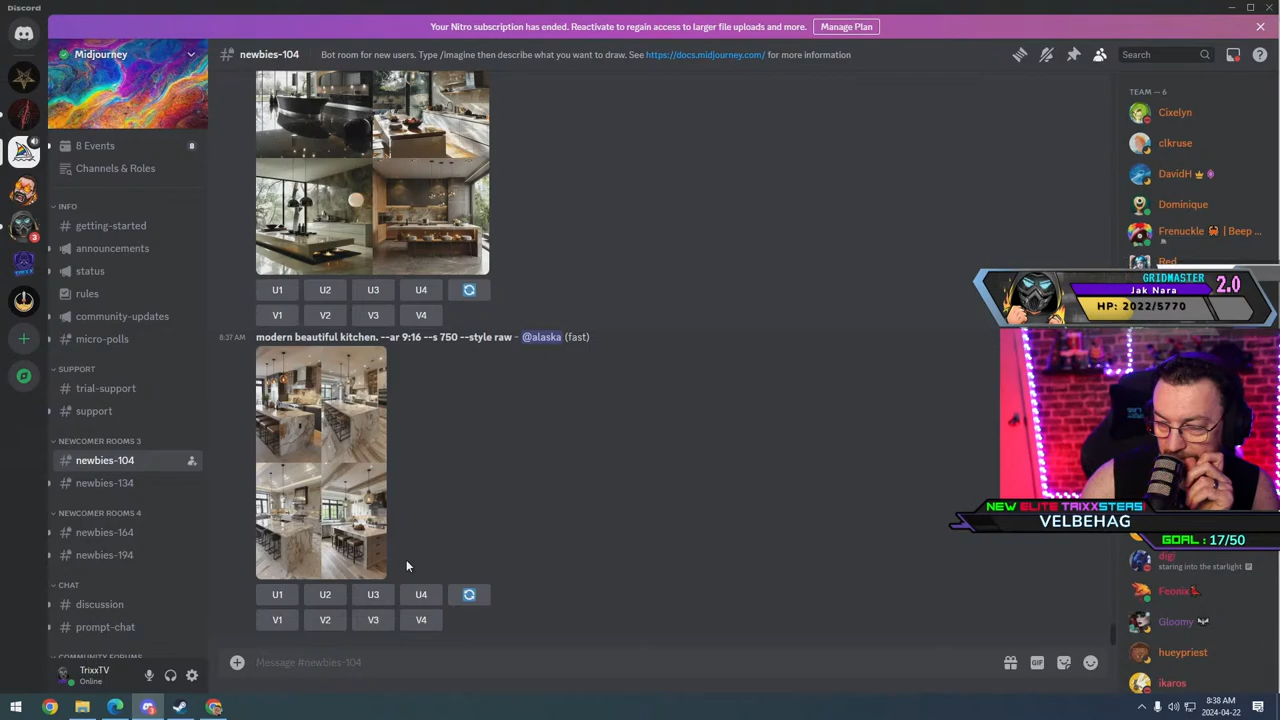 Discord
Your Nitro subscription has ended. Reactivate to regain access to larger file uploads and more. Manage Plan
Midjourney
newbies-104 Bot room for new users. Type /imagine then describe what you want to draw. See https://docs.midjourney.com/ for more information
Search
8 Events
Channels & Roles
INFO
getting-started
announcements
status
rules
community-updates
micro-polls
SUPPORT
trial-support
support
NEWCOMER ROOMS 3
newbies-104
newbies-134
NEWCOMER ROOMS 4
newbies-164
newbies-194
CHAT
discussion
prompt-chat
COMMUNITY FORUMS
3
TrixxTV
Online
U1 U2 U3 U4
V1 V2 V3 V4
8:37 AM modern beautiful kitchen. --ar 9:16 --s 750 --style raw - @alaska (fast)
U1 U2 U3 U4
V1 V2 V3 V4
Message #newbies-104
GIF
TEAM — 6
Cixelyn
clkruse
DavidH
Dominique
Frenuckle | Beep ...
Red
GRIDMASTER
Jak Nara
2.0
HP: 2022/5770
NEW ELITE TRIXXSTERS!
VELBEHAG
GOAL : 17/50
digi
staring into the starlight
Feonix
Gloomy
hueypriest
ikaros
8:38 AM
2024-04-22